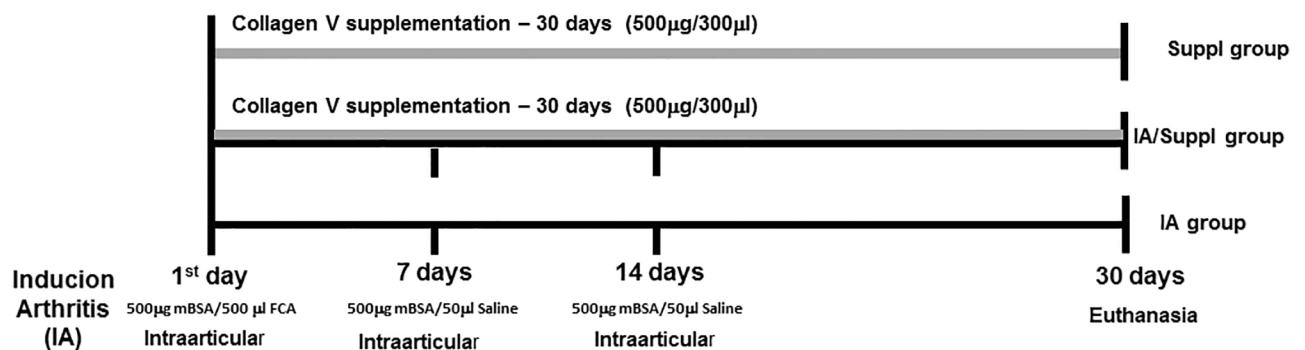 Collagen V supplementation – 30 days (500µg/300µl)
Suppl group
Collagen V supplementation – 30 days (500µg/300µl)
IA/Suppl group
IA group
Inducion
Arthritis
(IA)
1st day
500µg mBSA/500 µl FCA
Intraarticular
7 days
500µg mBSA/50µl Saline
Intraarticular
14 days
500µg mBSA/50µl Saline
Intraarticular
30 days
Euthanasia